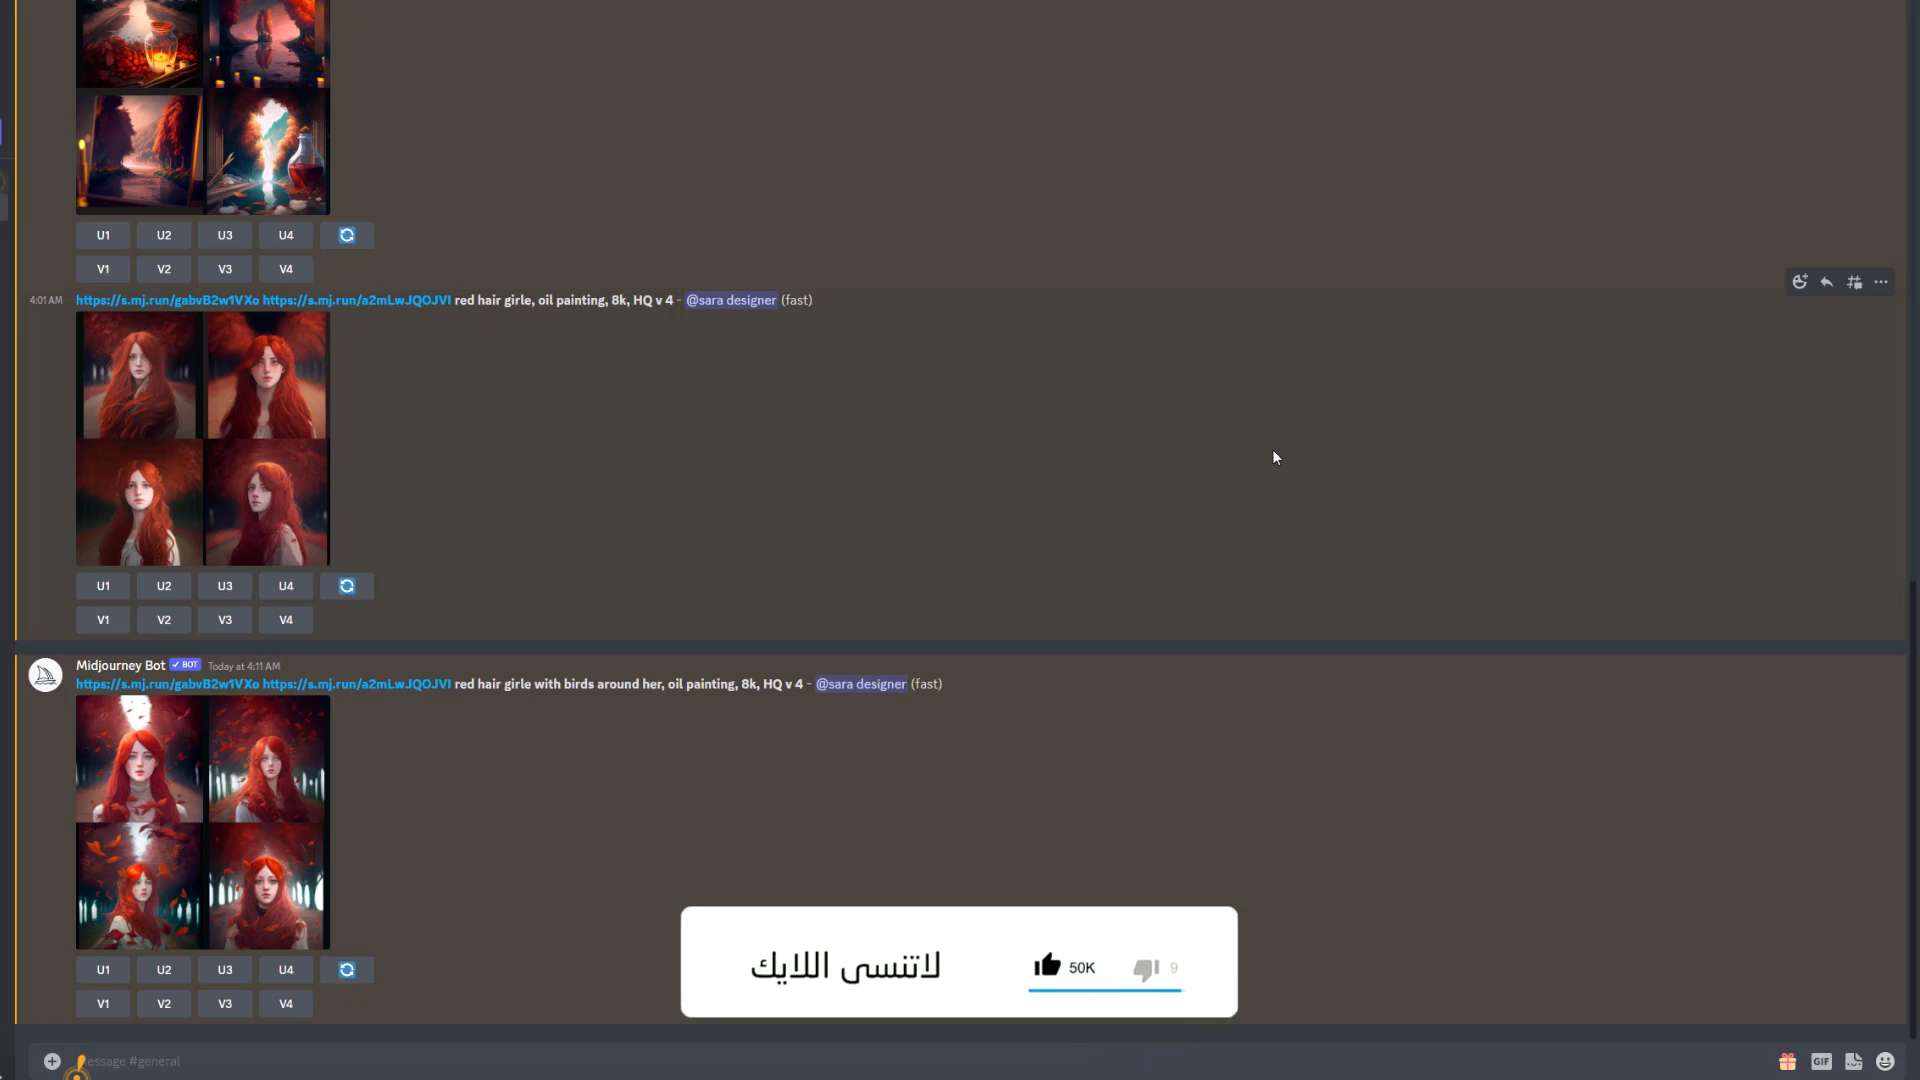 U1 U2 U3 U4
V1 V2 V3 V4
4:01 AM https://s.mj.run/gabvB2w1VXo https://s.mj.run/a2mLwJQOJVI red hair girle, oil painting, 8k, HQ v 4 - @sara designer (fast)
U1 U2 U3 U4
V1 V2 V3 V4
Midjourney Bot ✓ BOT Today at 4:11 AM
https://s.mj.run/gabvB2w1VXo https://s.mj.run/a2mLwJQOJVI red hair girle with birds around her, oil painting, 8k, HQ v 4 - @sara designer (fast)
U1 U2 U3 U4
V1 V2 V3 V4
لاتنسى اللايك 50K 9
essage #general
GIF